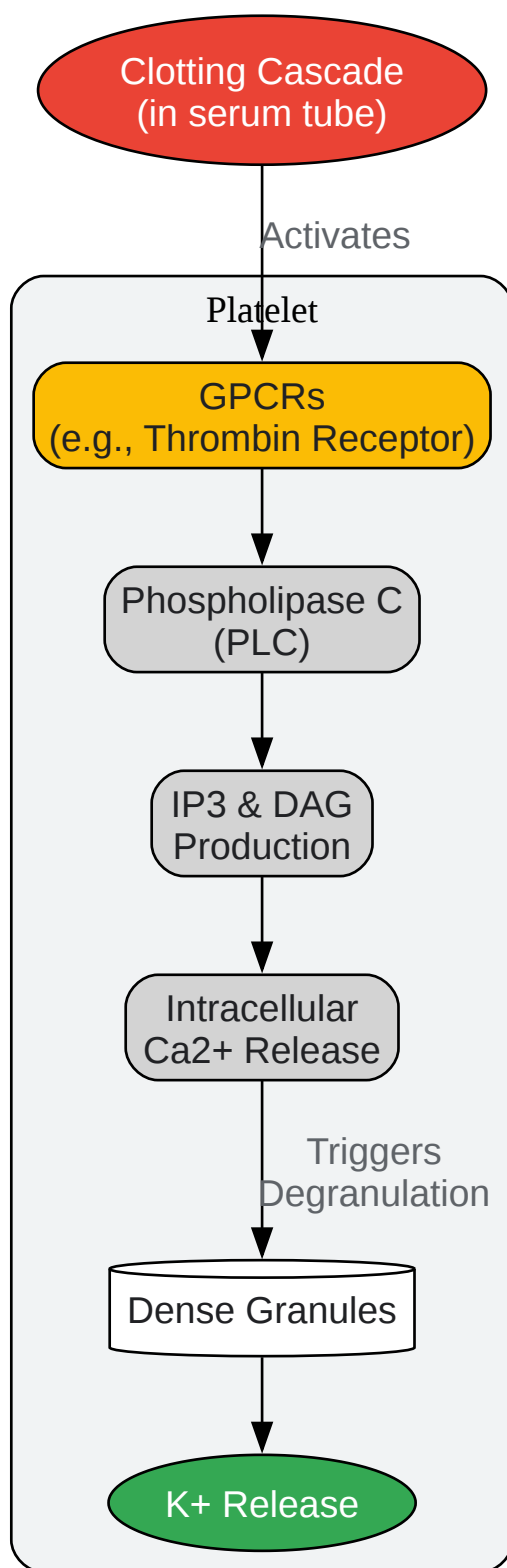 Clotting Cascade
(in serum tube)
Activates
Platelet
GPCRs
(e.g., Thrombin Receptor)
Phospholipase C
(PLC)
IP3 & DAG
Production
Intracellular
Ca2+ Release
Triggers
Degranulation
Dense Granules
K+ Release